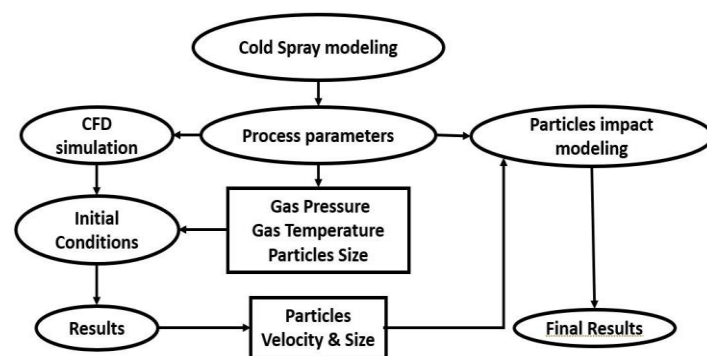 Cold Spray modeling
CFD
simulation
Process parameters
Particles impact
modeling
Gas Pressure
Gas Temperature
Particles Size
Initial
Conditions
Results
Particles
Velocity & Size
Final Results